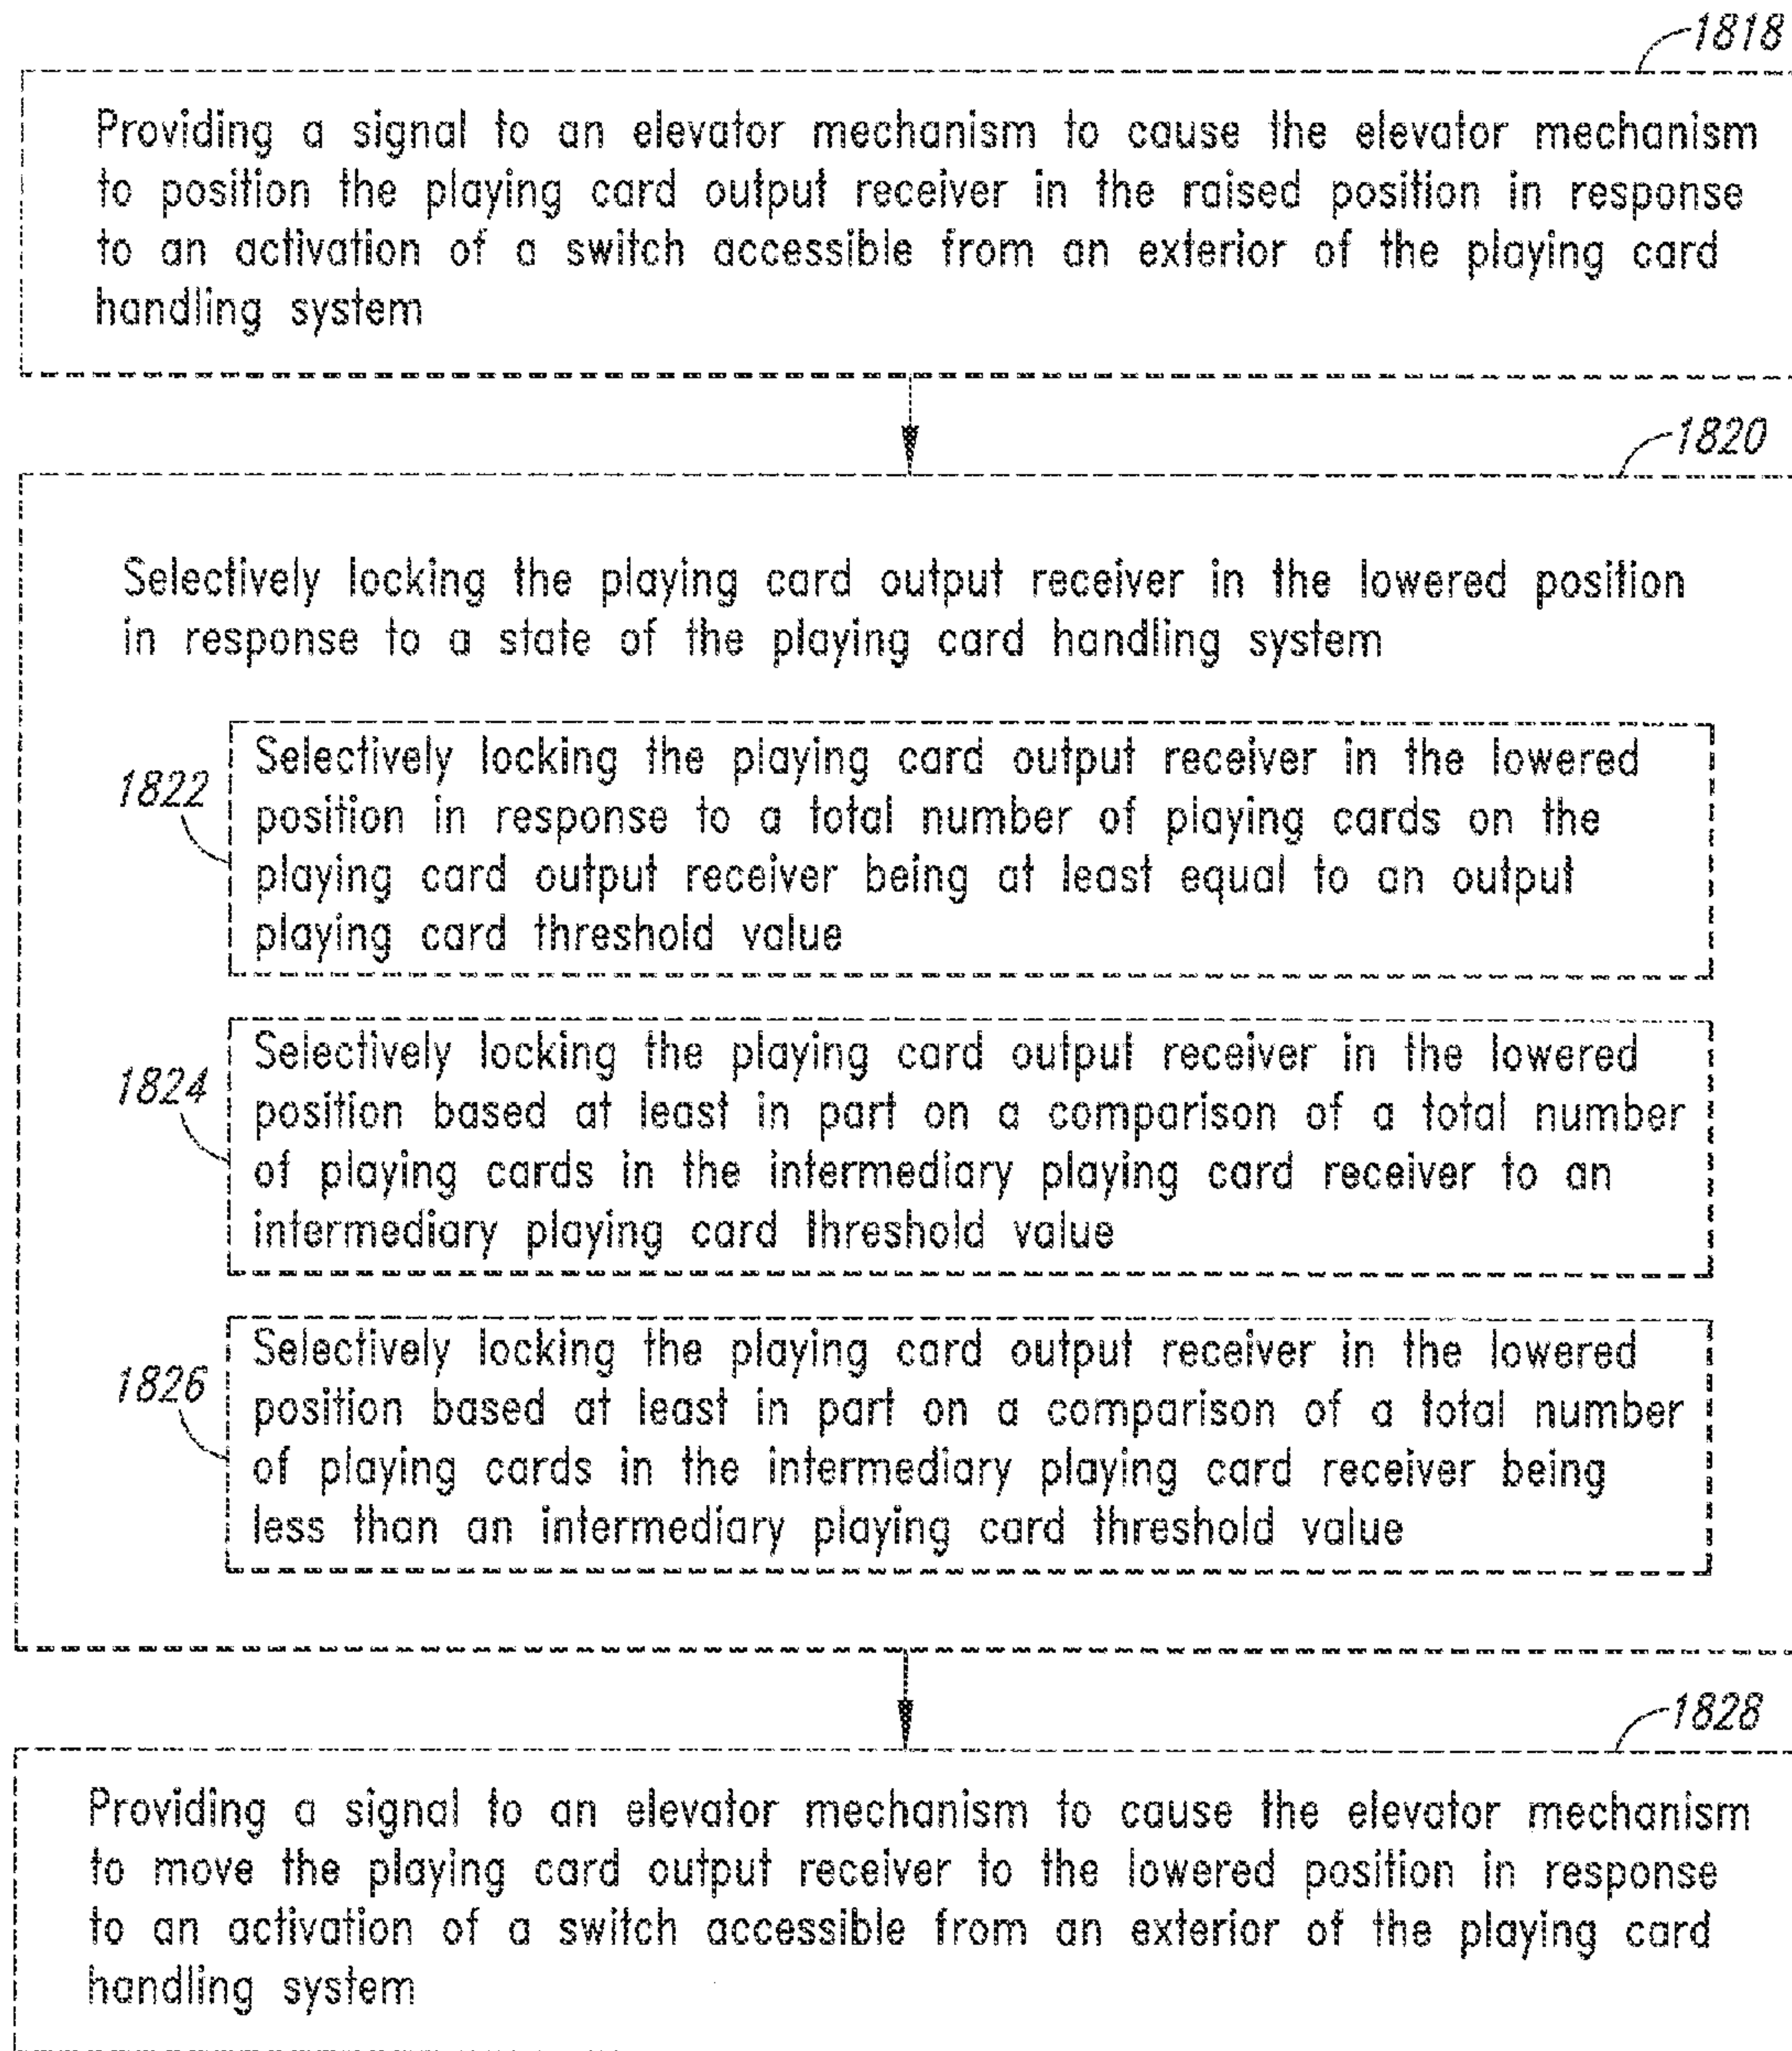 1818
Providing a signal to an elevator mechanism to cause the elevator mechanism
to position the playing card output receiver in the raised position in response
to an activation of a switch accessible from an exterior of the playing card
handling system
1820
Selectively locking the playing card output receiver in the lowered position
in response to a state of the playing card handling system
1822
Selectively locking the playing card output receiver in the lowered
position in response to a total number of playing cards on the
playing card output receiver being at least equal to an output
playing card threshold value
1824
Selectively locking the playing card output receiver in the lowered
position based at least in part on a comparison of a total number
of playing cards in the intermediary playing card receiver to an
intermediary playing card threshold value
1826
Selectively locking the playing card output receiver in the lowered
position based at least in part on a comparison of a total number
of playing cards in the intermediary playing card receiver being
less than an intermediary playing card threshold value
1828
Providing a signal to an elevator mechanism to cause the elevator mechanism
to move the playing card output receiver to the lowered position in response
to an activation of a switch accessible from an exterior of the playing card
handling system